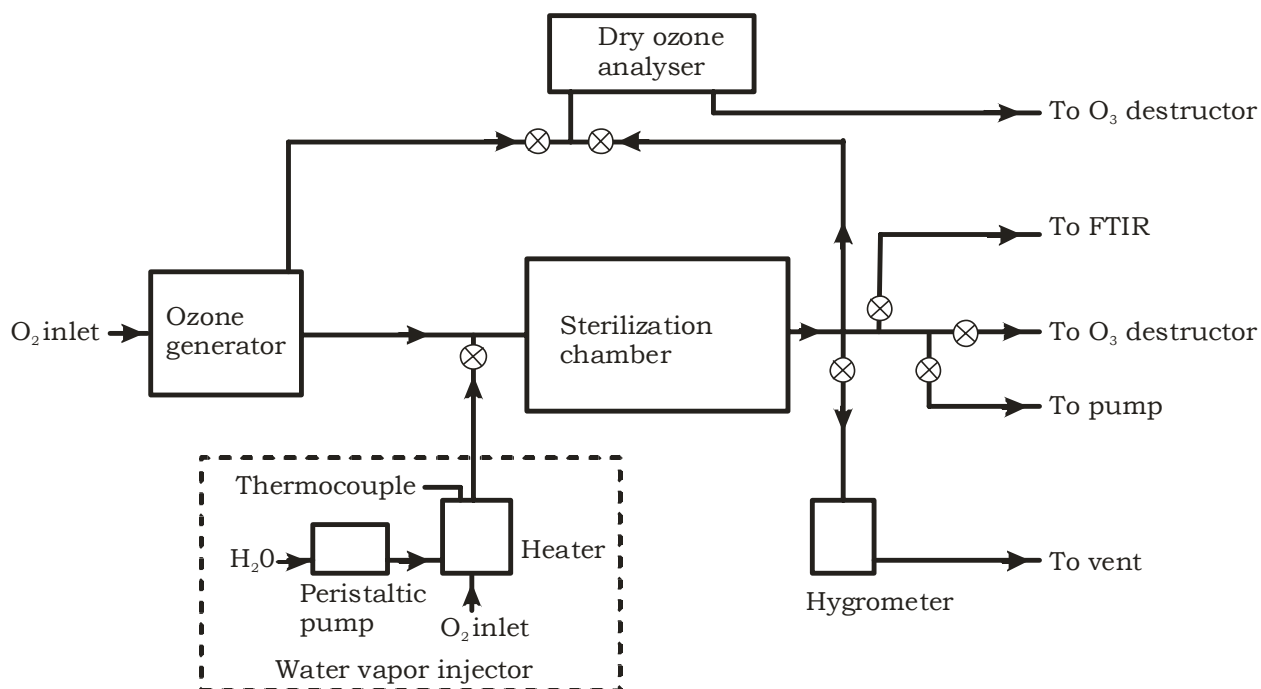 Dry ozone
analyser
To O₃ destructor
To FTIR
O₂ inlet
Ozone
generator
Sterilization
chamber
To O₃ destructor
To pump
Thermocouple
H₂0
Heater
Peristaltic
pump
O₂ inlet
Water vapor injector
To vent
Hygrometer